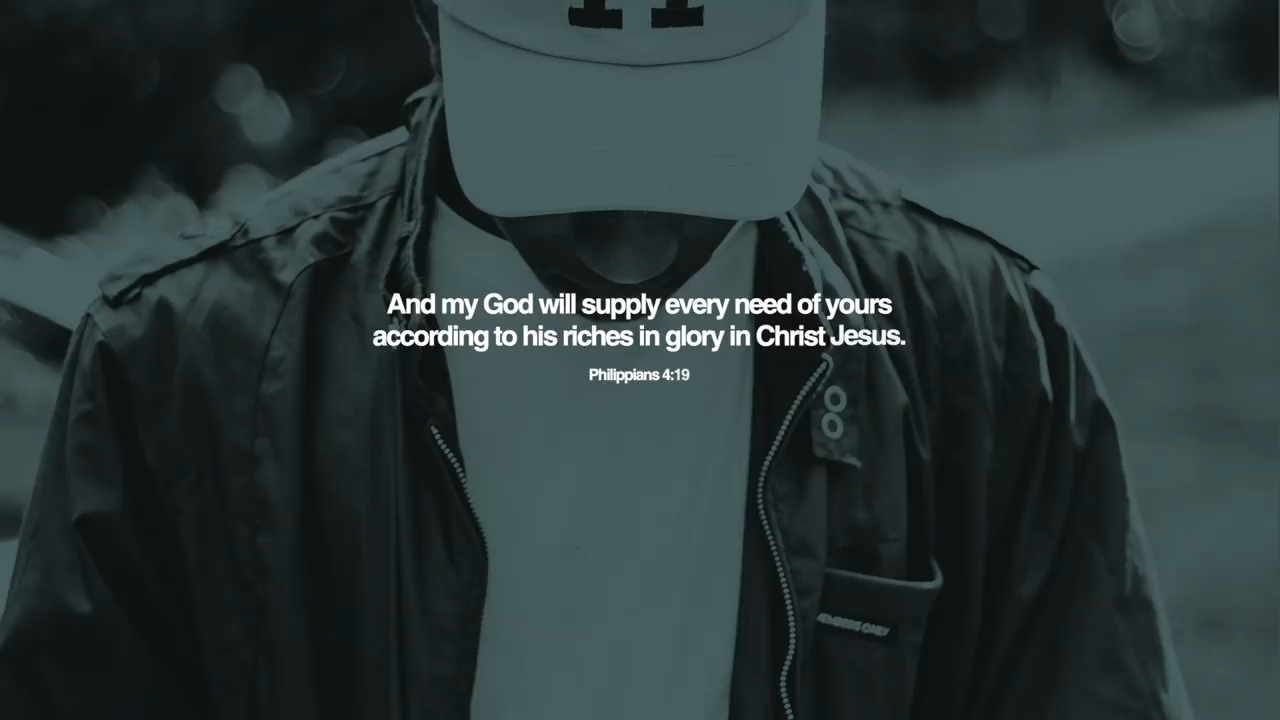 And my God will supply every need of yours
according to his riches in glory in Christ Jesus.
Philippians 4:19
MEMBERS ONLY